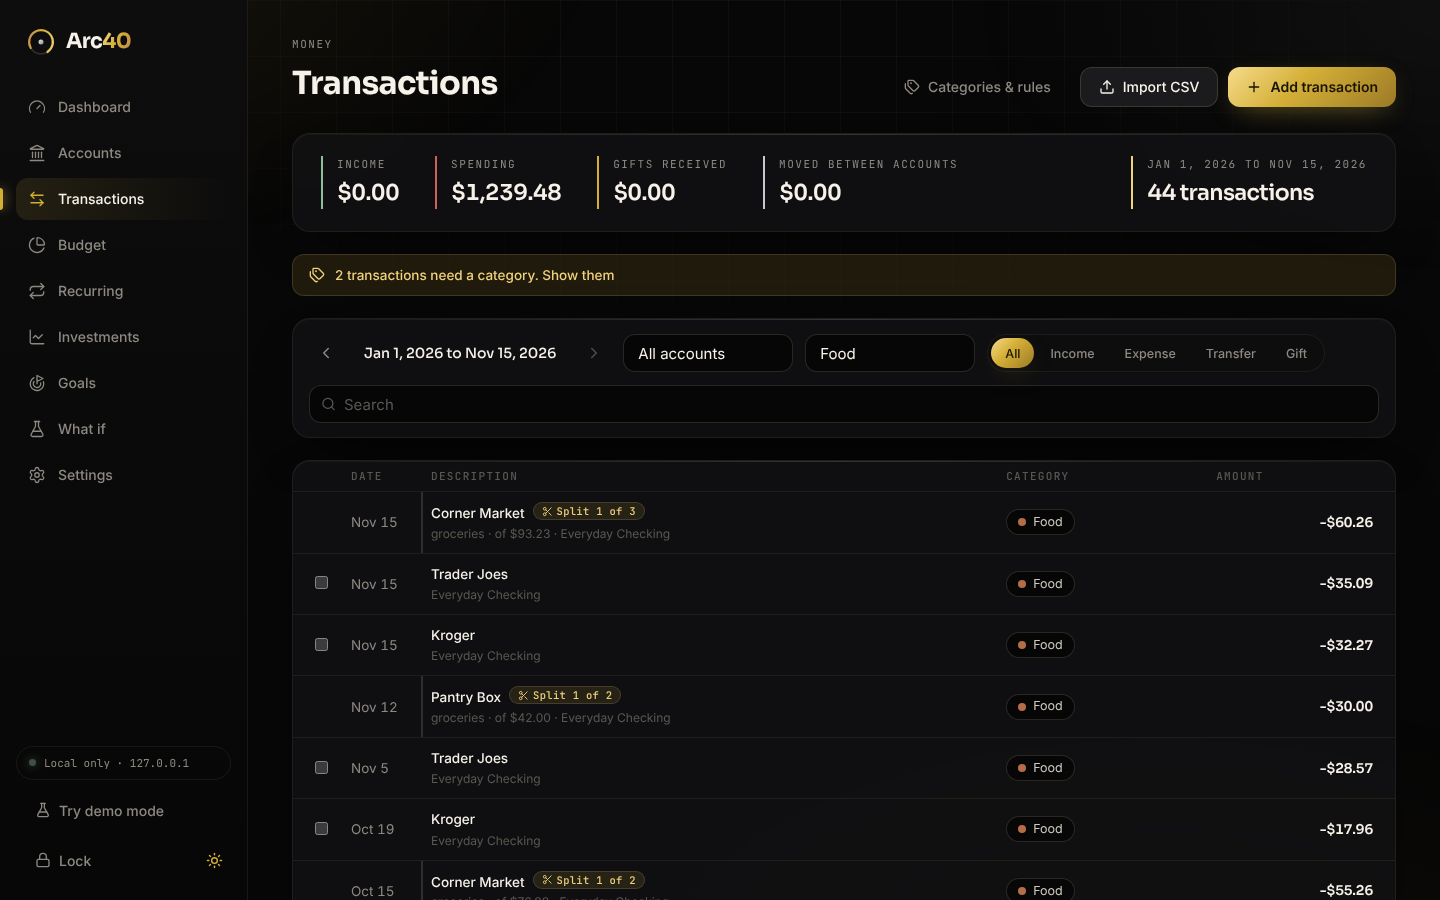 Arc40
Dashboard
Accounts
Transactions
Budget
Recurring
Investments
Goals
What if
Settings
Local only · 127.0.0.1
Try demo mode
Lock
MONEY
Transactions
Categories & rules
Import CSV
Add transaction
INCOME
$0.00
SPENDING
$1,239.48
GIFTS RECEIVED
$0.00
MOVED BETWEEN ACCOUNTS
$0.00
JAN 1, 2026 TO NOV 15, 2026
44 transactions
2 transactions need a category. Show them
Jan 1, 2026 to Nov 15, 2026
All accounts
Food
All Income Expense Transfer Gift
Search
DATE DESCRIPTION CATEGORY AMOUNT
Nov 15 Corner Market Split 1 of 3 Food -$60.26
groceries · of $93.23 · Everyday Checking
Nov 15 Trader Joes Food -$35.09
Everyday Checking
Nov 15 Kroger Food -$32.27
Everyday Checking
Nov 12 Pantry Box Split 1 of 2 Food -$30.00
groceries · of $42.00 · Everyday Checking
Nov 5 Trader Joes Food -$28.57
Everyday Checking
Oct 19 Kroger Food -$17.96
Everyday Checking
Oct 15 Corner Market Split 1 of 2 Food -$55.26